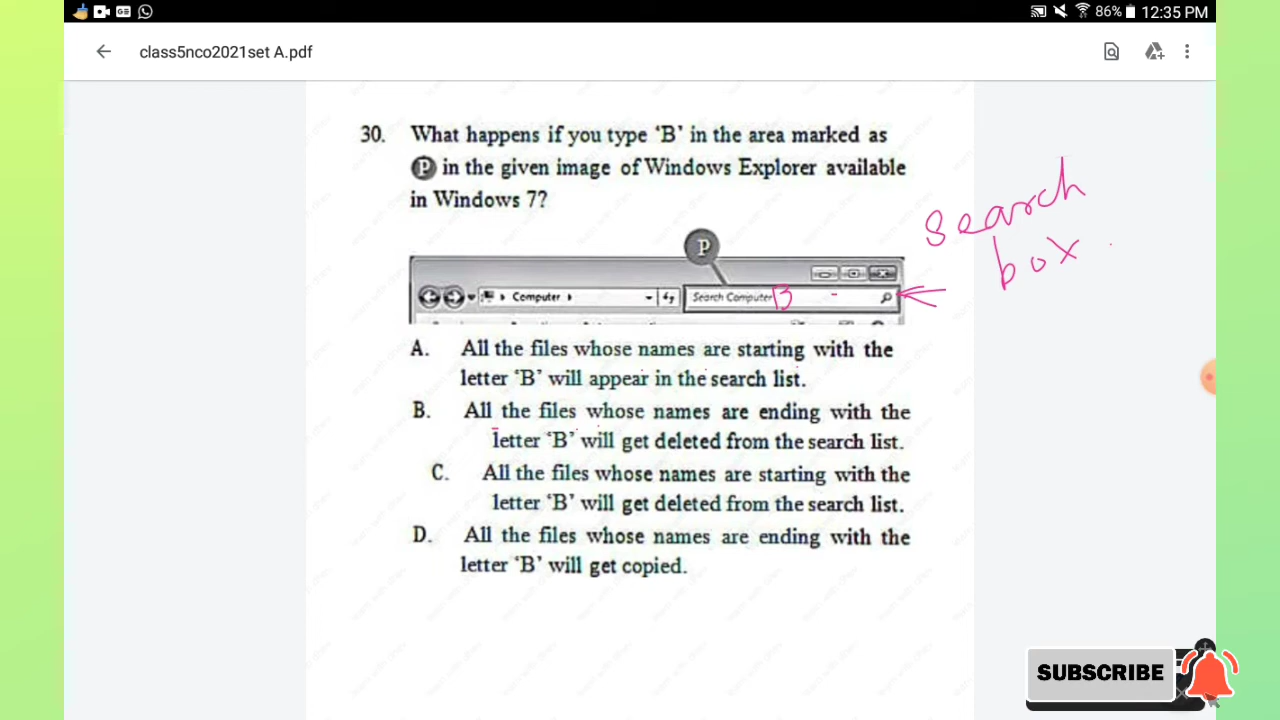 GE 86% 12:35 PM
class5nco2021set A.pdf
30. What happens if you type ‘B’ in the area marked as
P in the given image of Windows Explorer available
in Windows 7?
search
box
P
Computer Search Computer B
A. All the files whose names are starting with the
letter ‘B’ will appear in the search list.
B. All the files whose names are ending with the
letter ‘B’ will get deleted from the search list.
C. All the files whose names are starting with the
letter ‘B’ will get deleted from the search list.
D. All the files whose names are ending with the
letter ‘B’ will get copied.
SUBSCRIBE